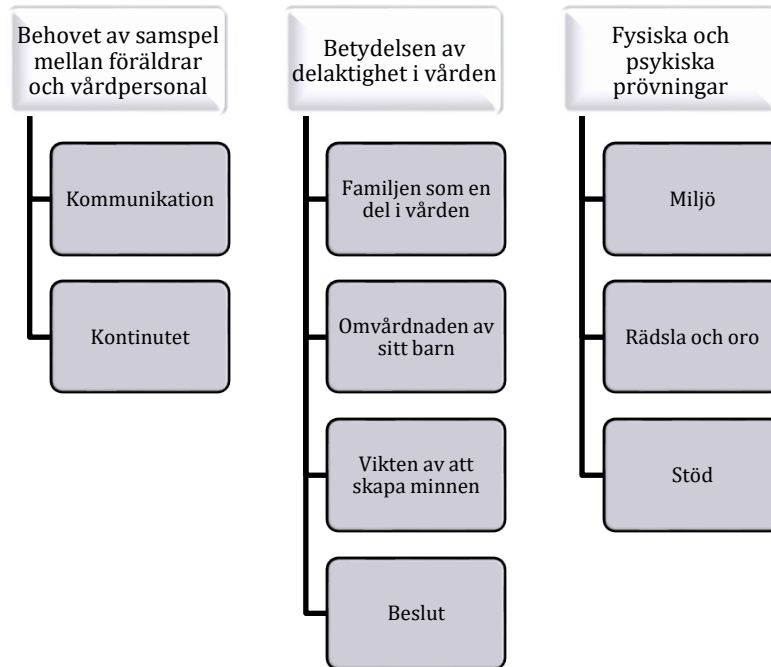 Behovet av samspel
mellan föräldrar
och vårdpersonal
Kommunikation
Kontinutet
Betydelsen av
delaktighet i vården
Familjen som en
del i vården
Omvårdnaden av
sitt barn
Vikten av att
skapa minnen
Beslut
Fysiska och
psykiska
prövningar
Miljö
Rädsla och oro
Stöd